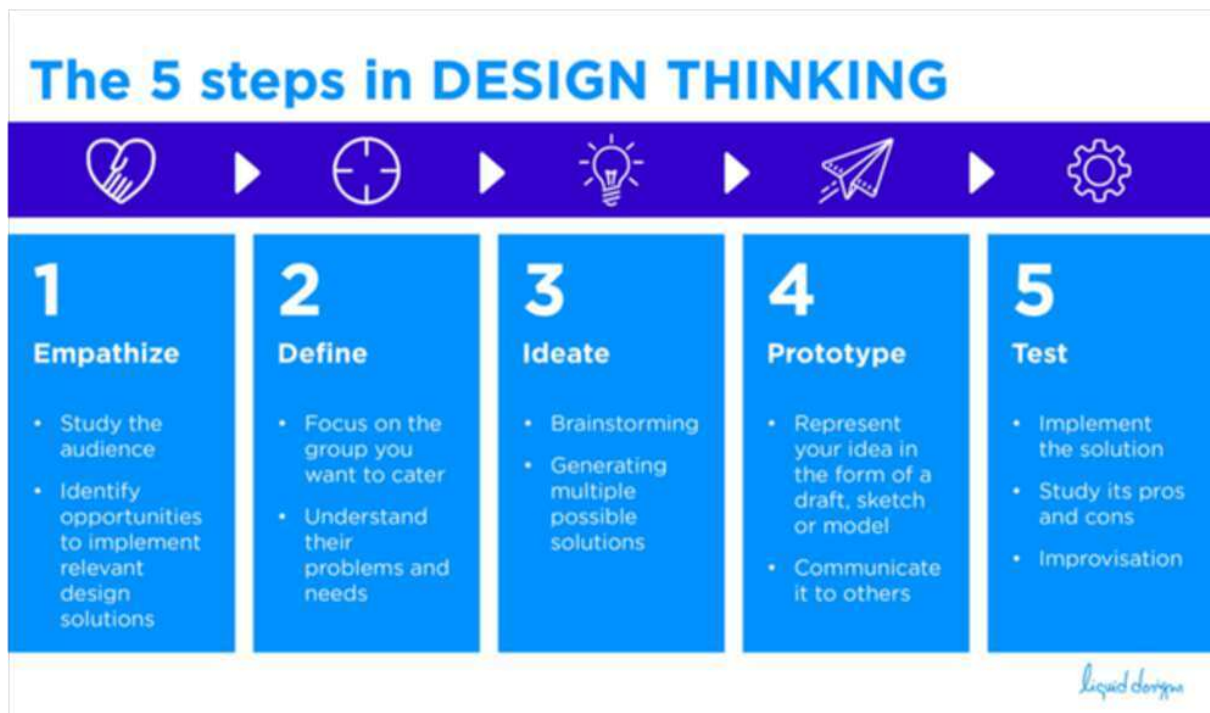 The 5 steps in DESIGN THINKING
1
Empathize
• Study the
audience
• Identify
opportunities
to implement
relevant
design
solutions
2
Define
• Focus on the
group you
want to cater
• Understand
their
problems and
needs
3
Ideate
• Brainstorming
• Generating
multiple
possible
solutions
4
Prototype
• Represent
your idea in
the form of a
draft, sketch
or model
• Communicate
it to others
5
Test
• Implement
the solution
• Study its pros
and cons
• Improvisation
liquid designs